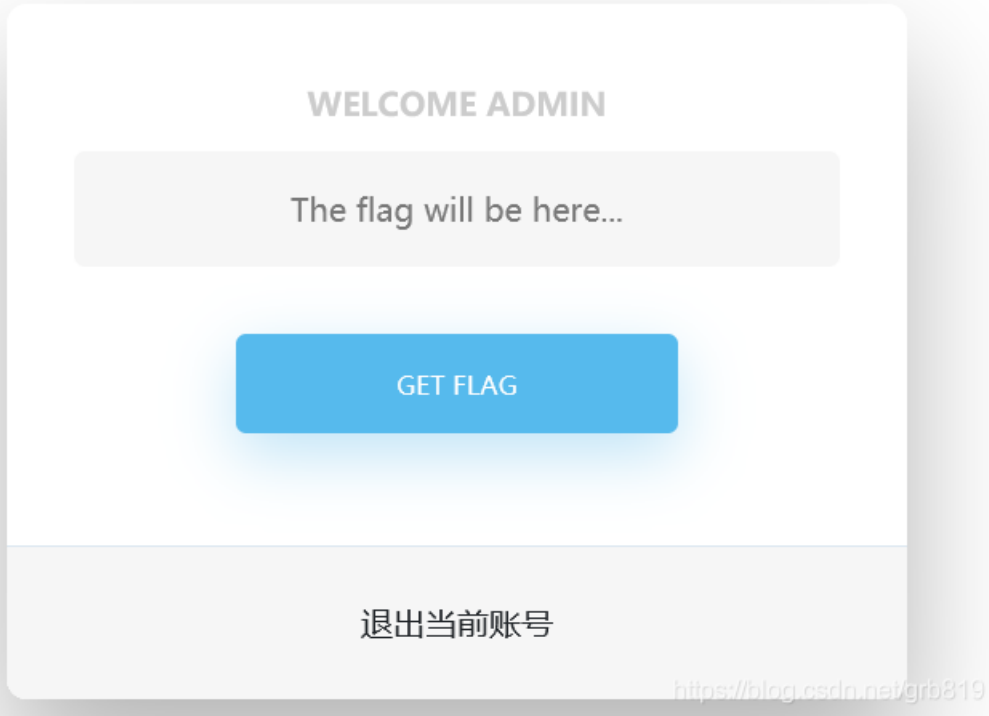 WELCOME ADMIN
The flag will be here...
GET FLAG
退出当前账号
https://blog.csdn.net/grb819